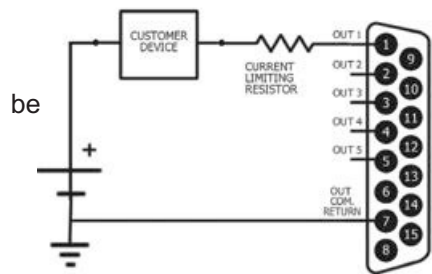 CUSTOMER
DEVICE
OUT 1
CURRENT
LIMITING
RESISTOR
OUT 2
OUT 3
OUT 4
OUT 5
OUT
COM.
RETURN
be
+
1
2
3
4
5
6
7
8
9
10
11
12
13
14
15